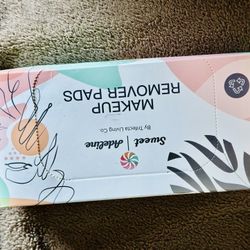 Sweet | Adeline
By Trifecta Living Co.
MAKEUP
REMOVER PADS